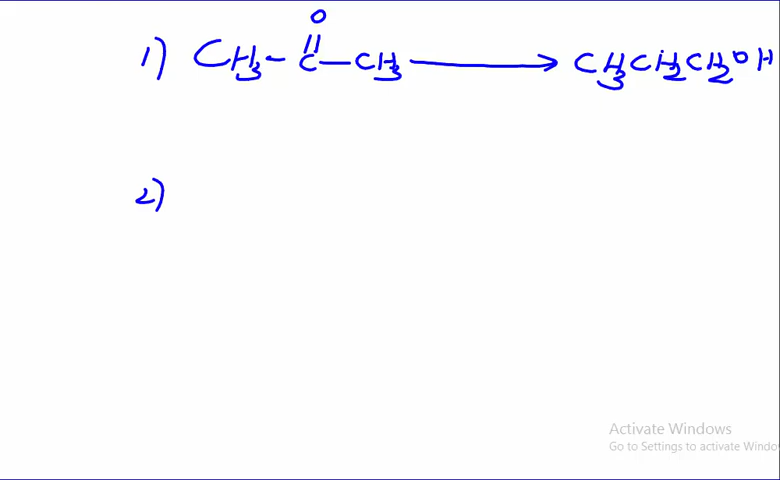 O
1) CH3-C-CH3 → CH3CH2CH2OH
2)
Activate Windows
Go to Settings to activate Windo